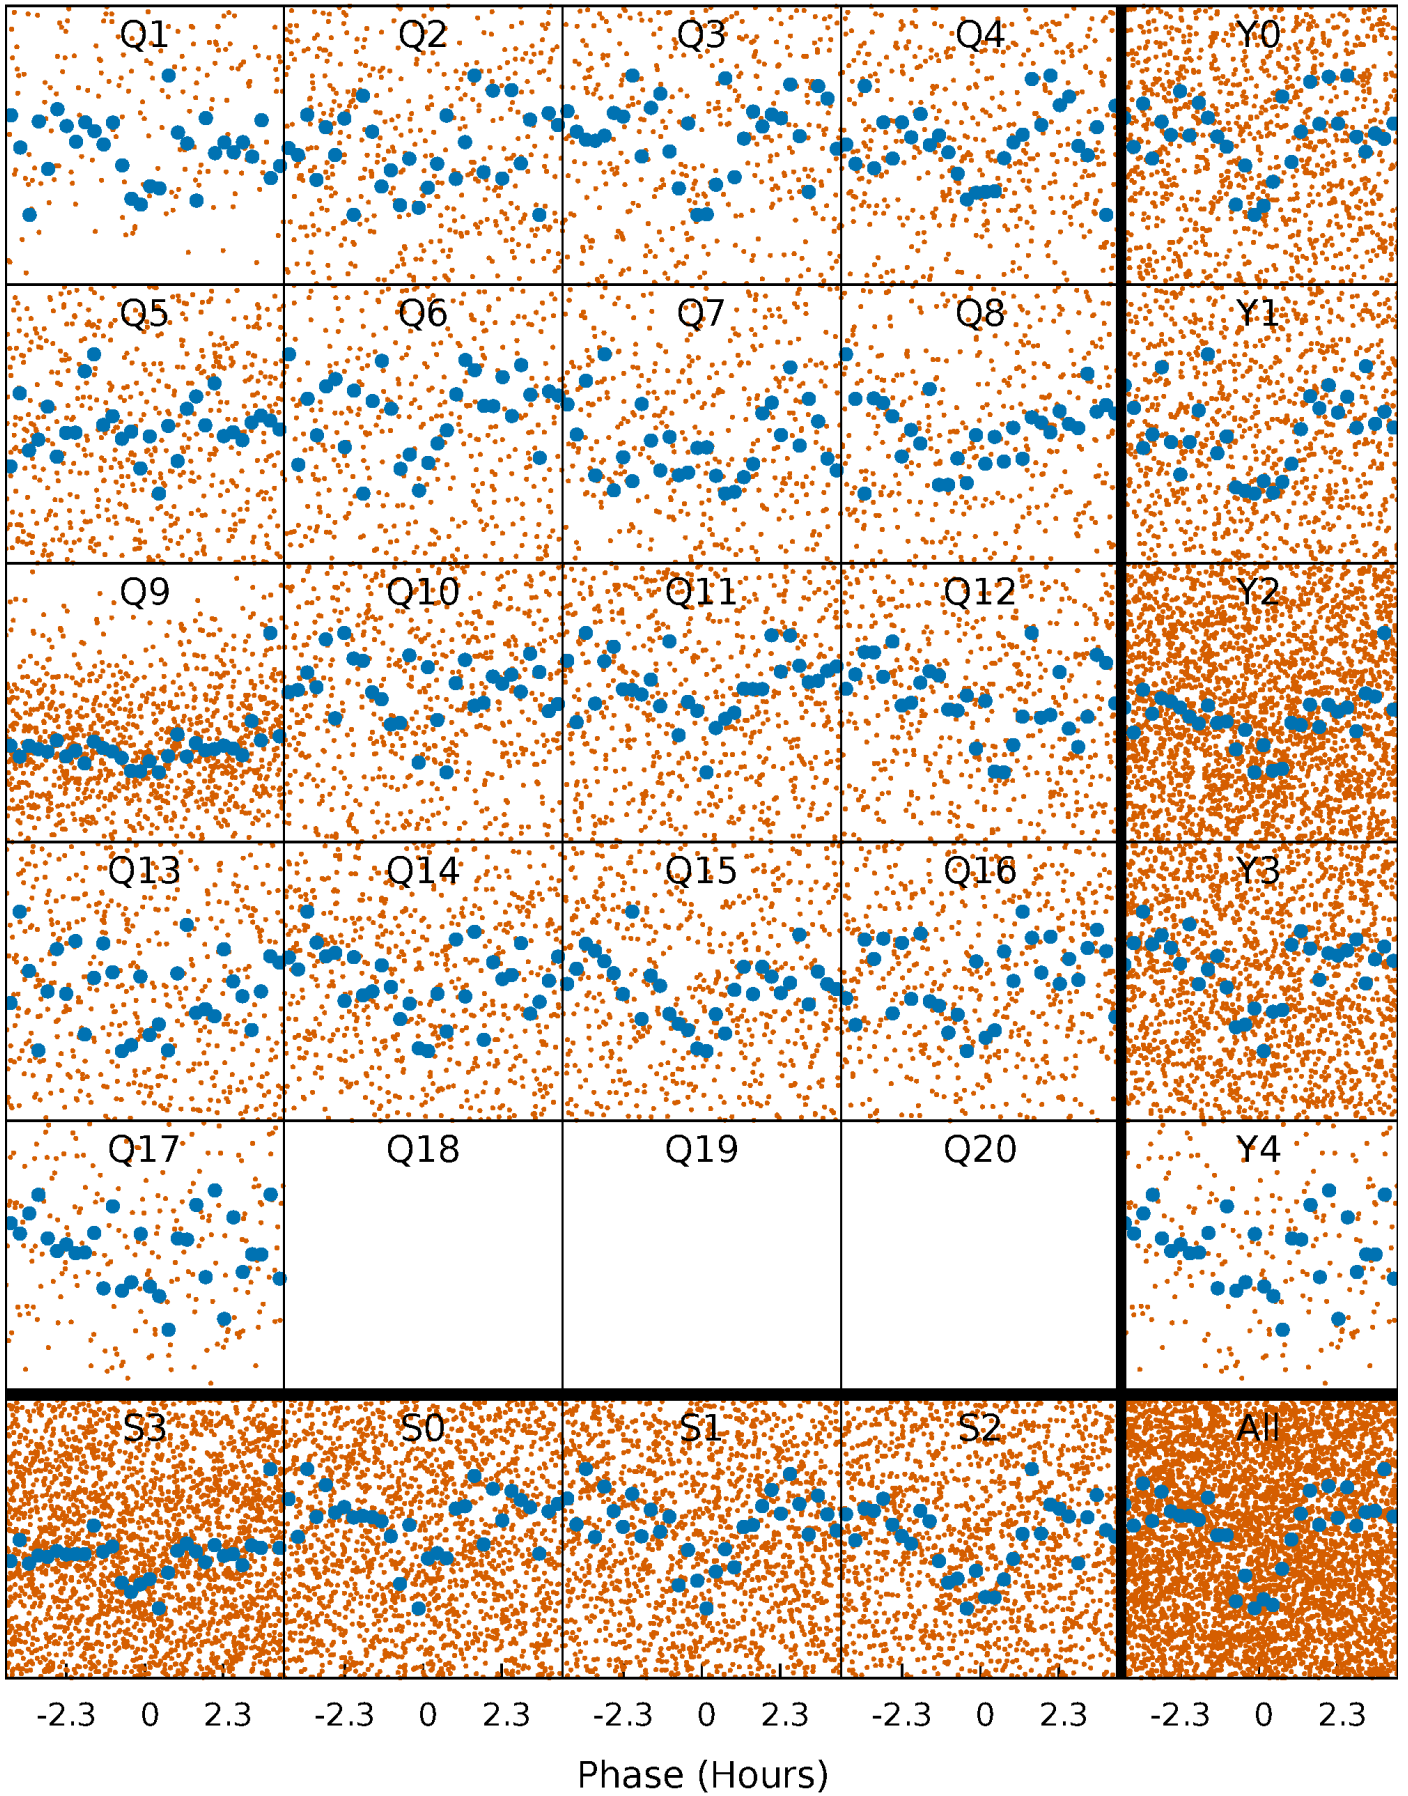 Q1 Q2 Q3 Q4 Y0
Q5 Q6 Q7 Q8 Y1
Q9 Q10 Q11 Q12 Y2
Q13 Q14 Q15 Q16 Y3
Q17 Q18 Q19 Q20 Y4
S3 S0 S1 S2 All
-2.3 0 2.3 -2.3 0 2.3 -2.3 0 2.3 -2.3 0 2.3 -2.3 0 2.3
Phase (Hours)